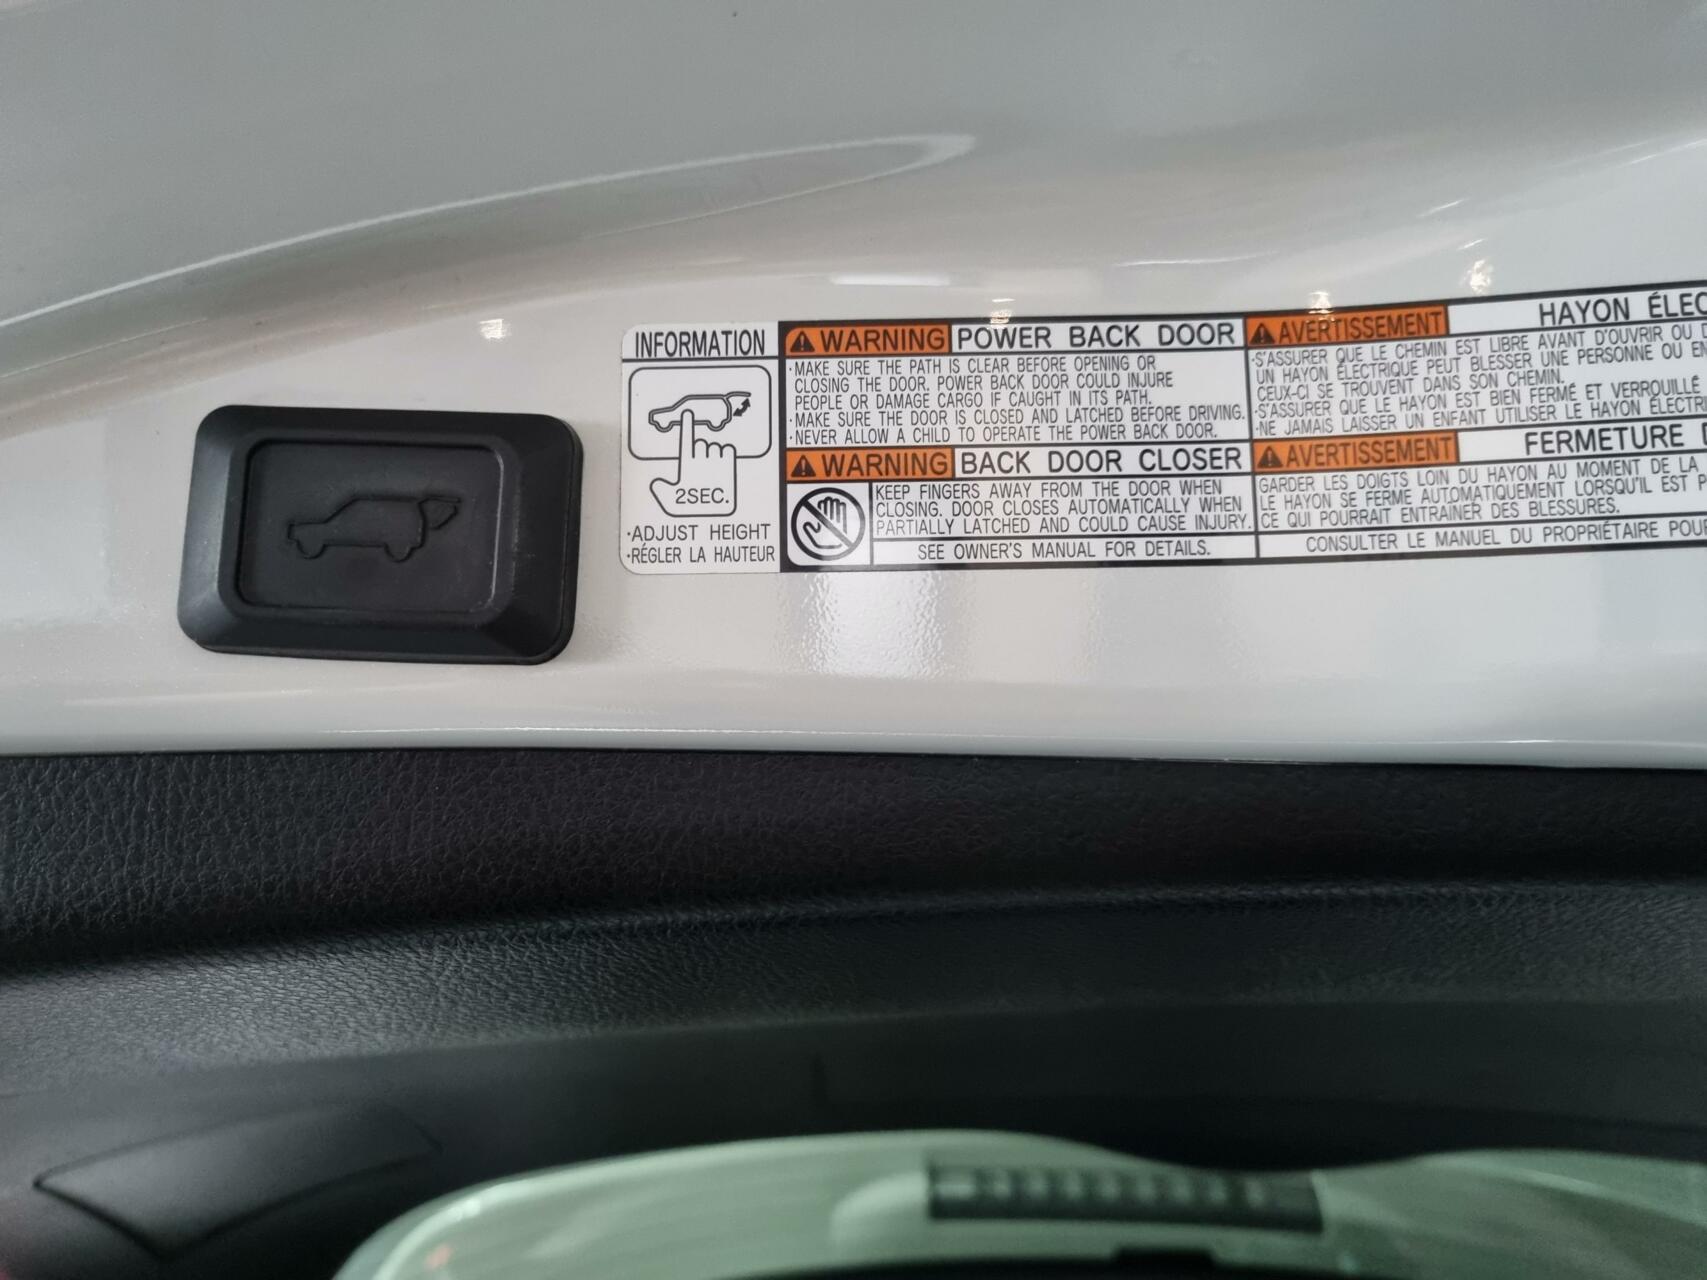 INFORMATION
2SEC.
·ADJUST HEIGHT
·RÉGLER LA HAUTEUR
WARNING POWER BACK DOOR
·MAKE SURE THE PATH IS CLEAR BEFORE OPENING OR
CLOSING THE DOOR. POWER BACK DOOR COULD INJURE
PEOPLE OR DAMAGE CARGO IF CAUGHT IN ITS PATH.
·MAKE SURE THE DOOR IS CLOSED AND LATCHED BEFORE DRIVING.
·NEVER ALLOW A CHILD TO OPERATE THE POWER BACK DOOR.
WARNING BACK DOOR CLOSER
KEEP FINGERS AWAY FROM THE DOOR WHEN
CLOSING. DOOR CLOSES AUTOMATICALLY WHEN
PARTIALLY LATCHED AND COULD CAUSE INJURY.
SEE OWNER'S MANUAL FOR DETAILS.
AVERTISSEMENT HAYON ÉLEC
·S'ASSURER QUE LE CHEMIN EST LIBRE AVANT D'OUVRIR OU
UN HAYON ÉLECTRIQUE PEUT BLESSER UNE PERSONNE OU EN
CEUX-CI SE TROUVENT DANS SON CHEMIN.
·S'ASSURER QUE LE HAYON EST BIEN FERMÉ ET VERROUILLÉ
·NE JAMAIS LAISSER UN ENFANT UTILISER LE HAYON ÉLECTR
AVERTISSEMENT FERMETURE D
GARDER LES DOIGTS LOIN DU HAYON AU MOMENT DE LA
LE HAYON SE FERME AUTOMATIQUEMENT LORSQU'IL EST P
CE QUI POURRAIT ENTRAÎNER DES BLESSURES.
CONSULTER LE MANUEL DU PROPRIÉTAIRE POU